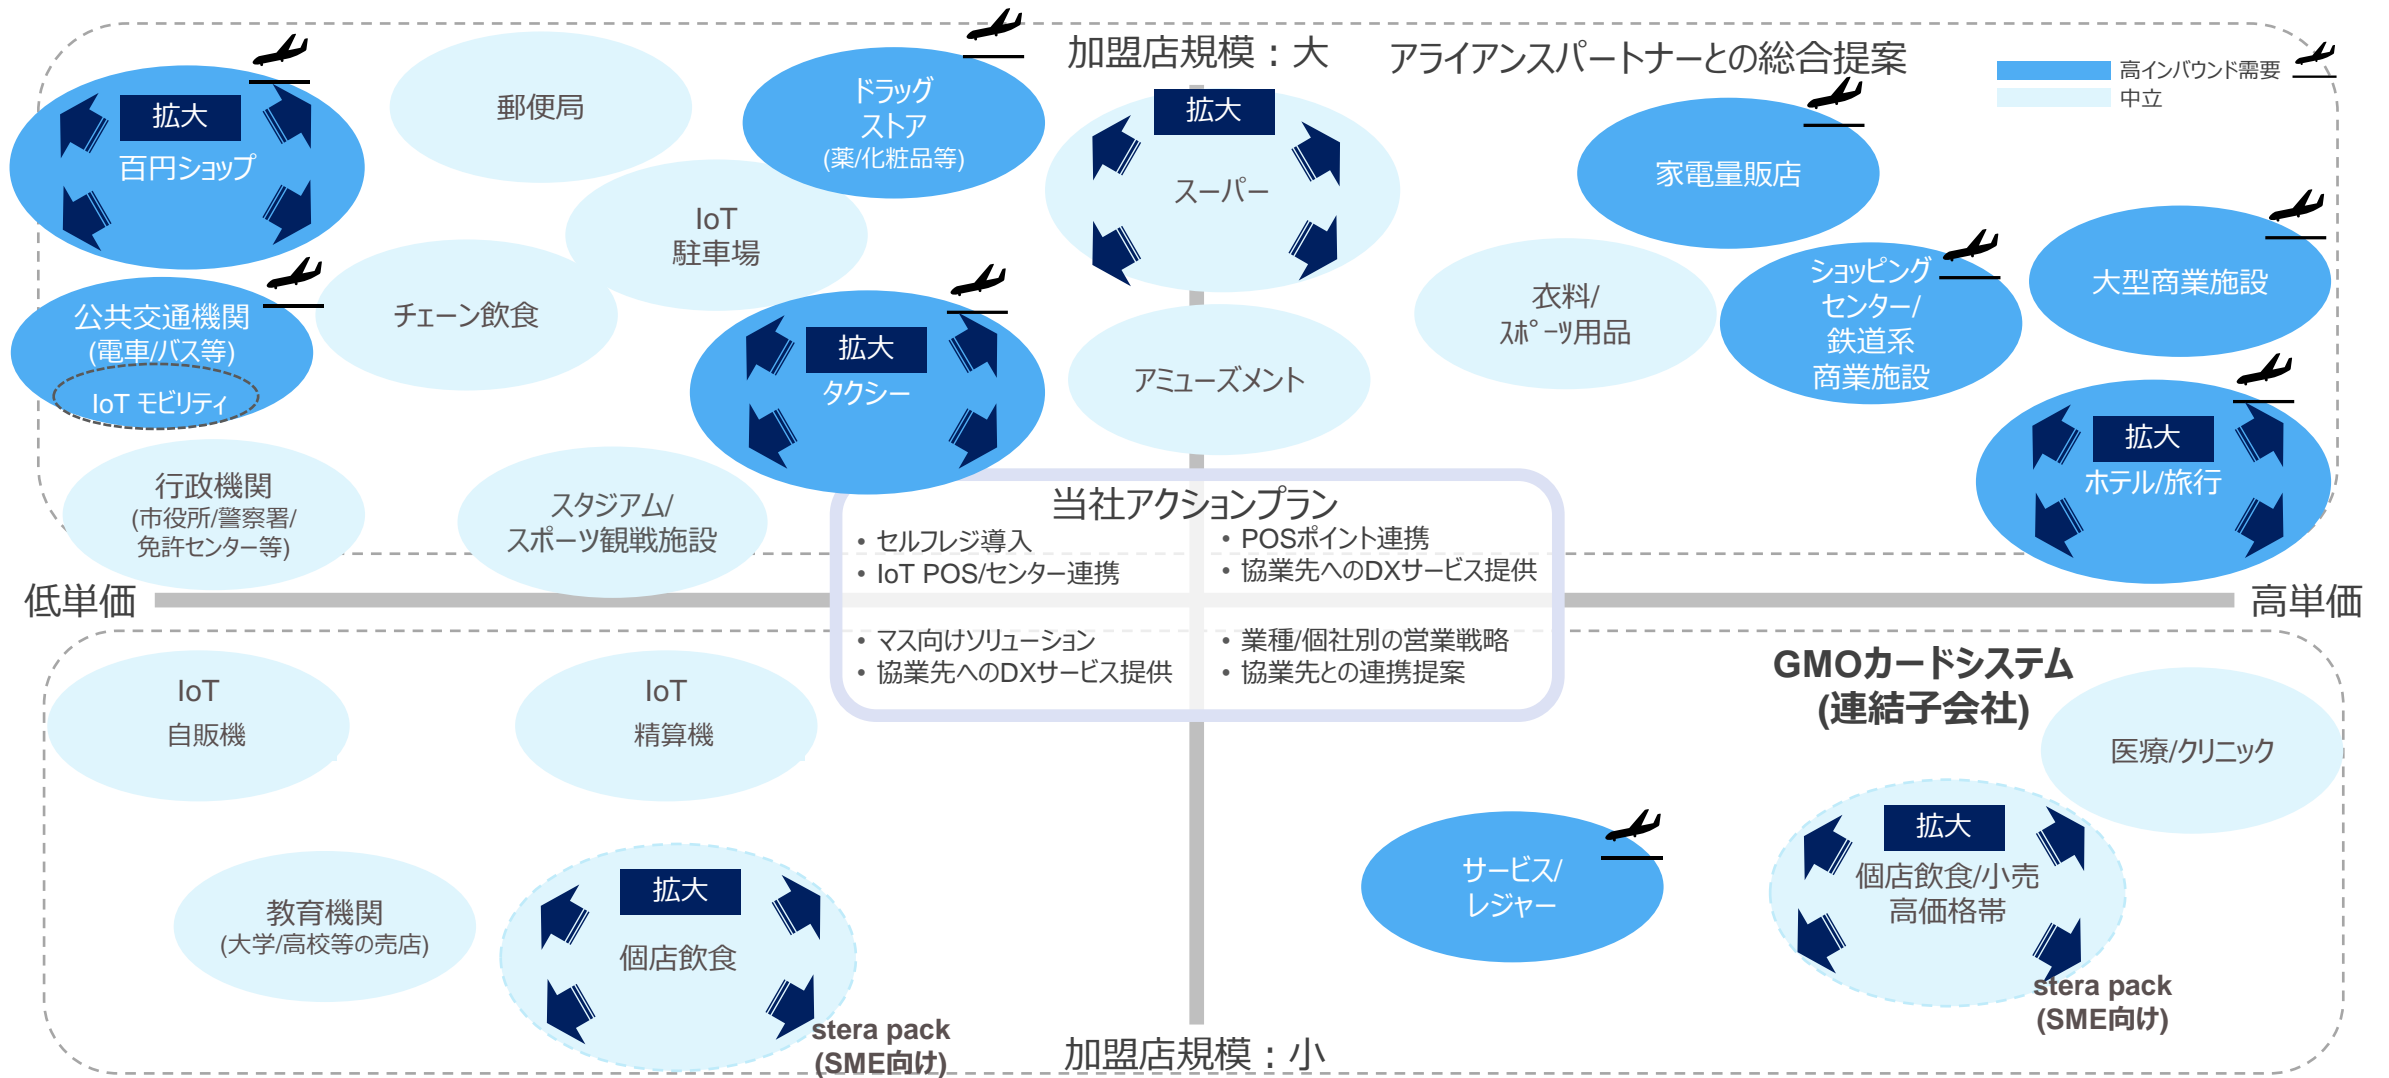 加盟店規模：大
アライアンスパートナーとの総合提案
高インバウンド需要
中立
拡大
百円ショップ
郵便局
ドラッグ
ストア
(薬/化粧品等)
拡大
スーパー
家電量販店
IoT
駐車場
公共交通機関
(電車/バス等)
IoT モビリティ
チェーン飲食
拡大
タクシー
アミューズメント
衣料/
ｽﾎﾟｰﾂ用品
ショッピング
センター/
鉄道系
商業施設
大型商業施設
拡大
ホテル/旅行
行政機関
(市役所/警察署/
免許センター等)
スタジアム/
スポーツ観戦施設
当社アクションプラン
• セルフレジ導入
• IoT POS/センター連携
• POSポイント連携
• 協業先へのDXサービス提供
低単価
高単価
• マス向けソリューション
• 協業先へのDXサービス提供
• 業種/個社別の営業戦略
• 協業先との連携提案
GMOカードシステム
(連結子会社)
IoT
自販機
IoT
精算機
医療/クリニック
教育機関
(大学/高校等の売店)
拡大
個店飲食
stera pack
(SME向け)
サービス/
レジャー
拡大
個店飲食/小売
高価格帯
stera pack
(SME向け)
加盟店規模：小